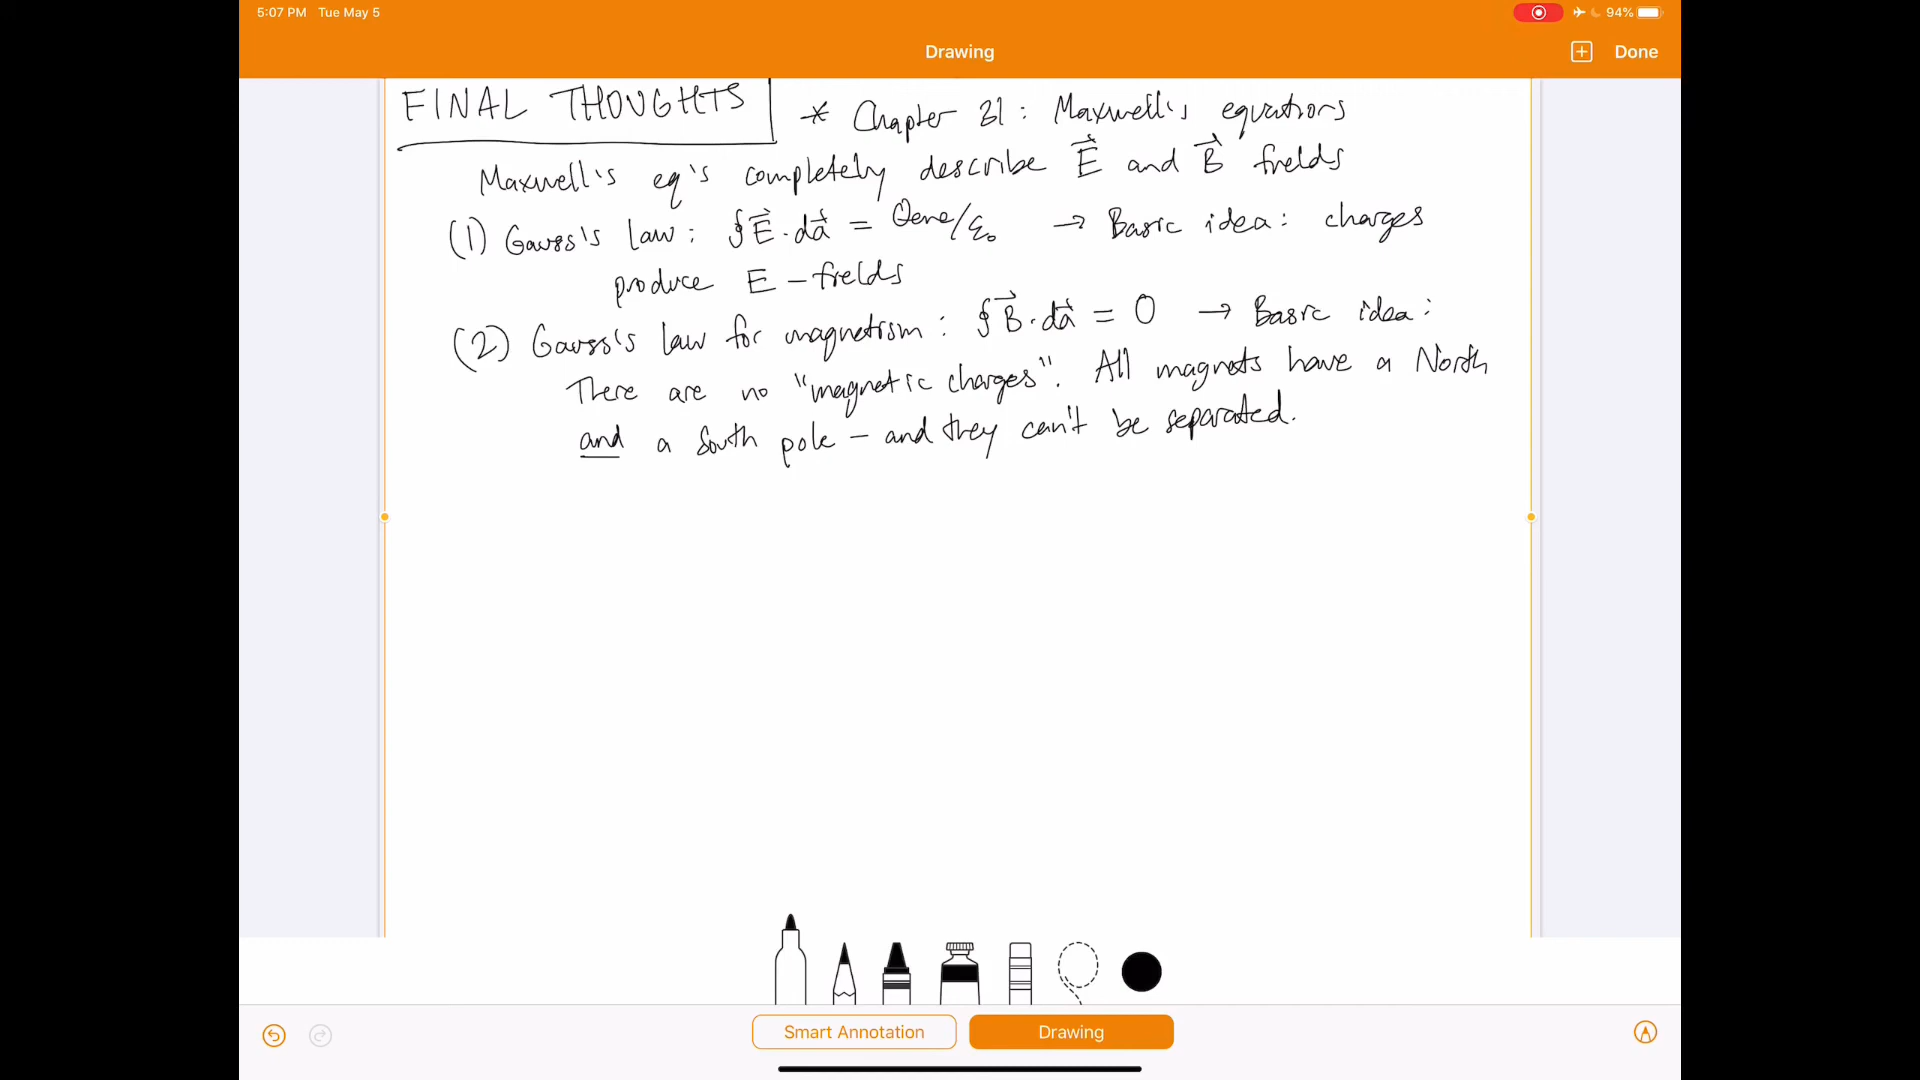 5:07 PM Tue May 5
94%
Drawing
Done
FINAL THOUGHTS
* Chapter 31: Maxwell's equations
Maxwell's eq's completely describe E⃗ and B⃗ fields
(1) Gauss's law: ∮E⃗·da⃗ = Qenc/ε₀ → Basic idea: charges
produce E-fields
(2) Gauss's law for magnetism: ∮B⃗·da⃗ = 0 → Basic idea:
There are no "magnetic charges". All magnets have a North
and a South pole – and they can't be separated.
Smart Annotation
Drawing